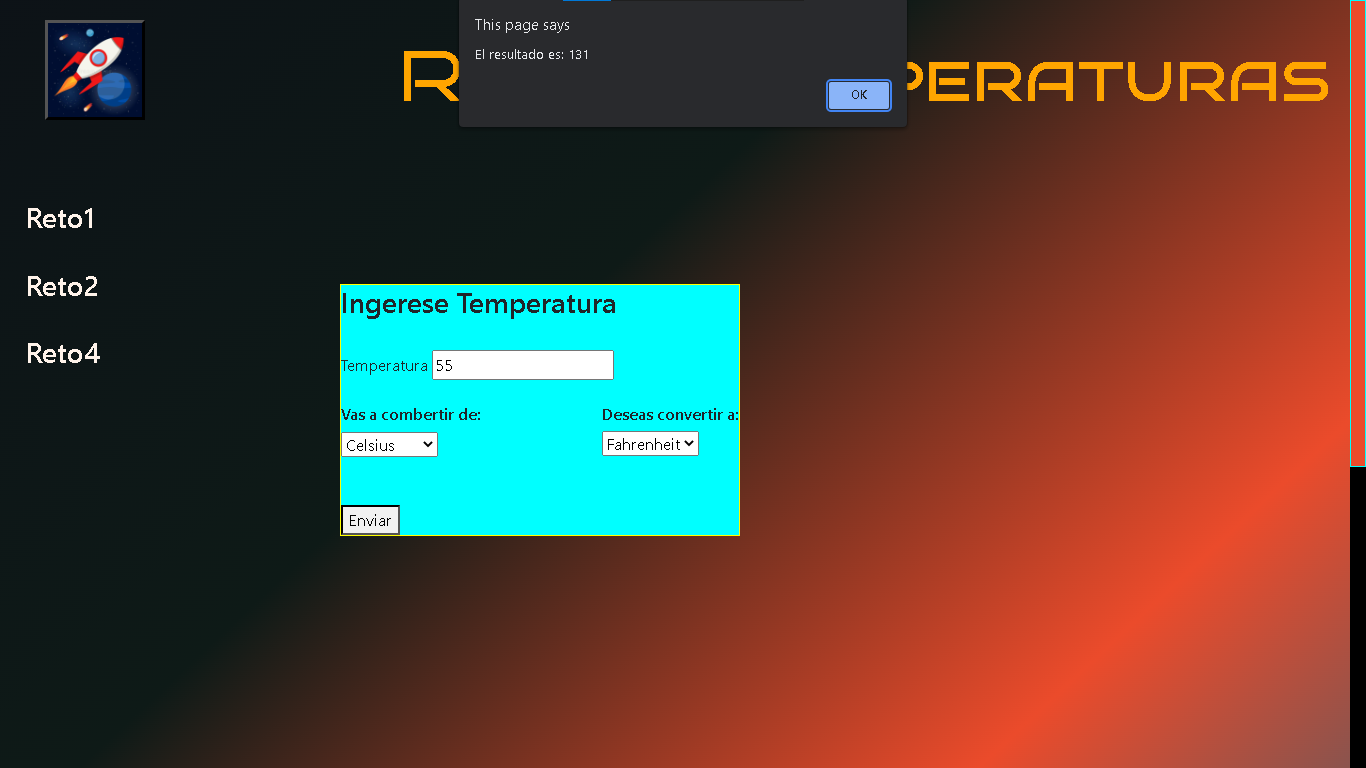 This page says
El resultado es: 131
OK
R PERATURAS
Reto1
Reto2
Reto4
Ingerese Temperatura
Temperatura 55
Vas a combertir de: Deseas convertir a:
Celsius Fahrenheit
Enviar